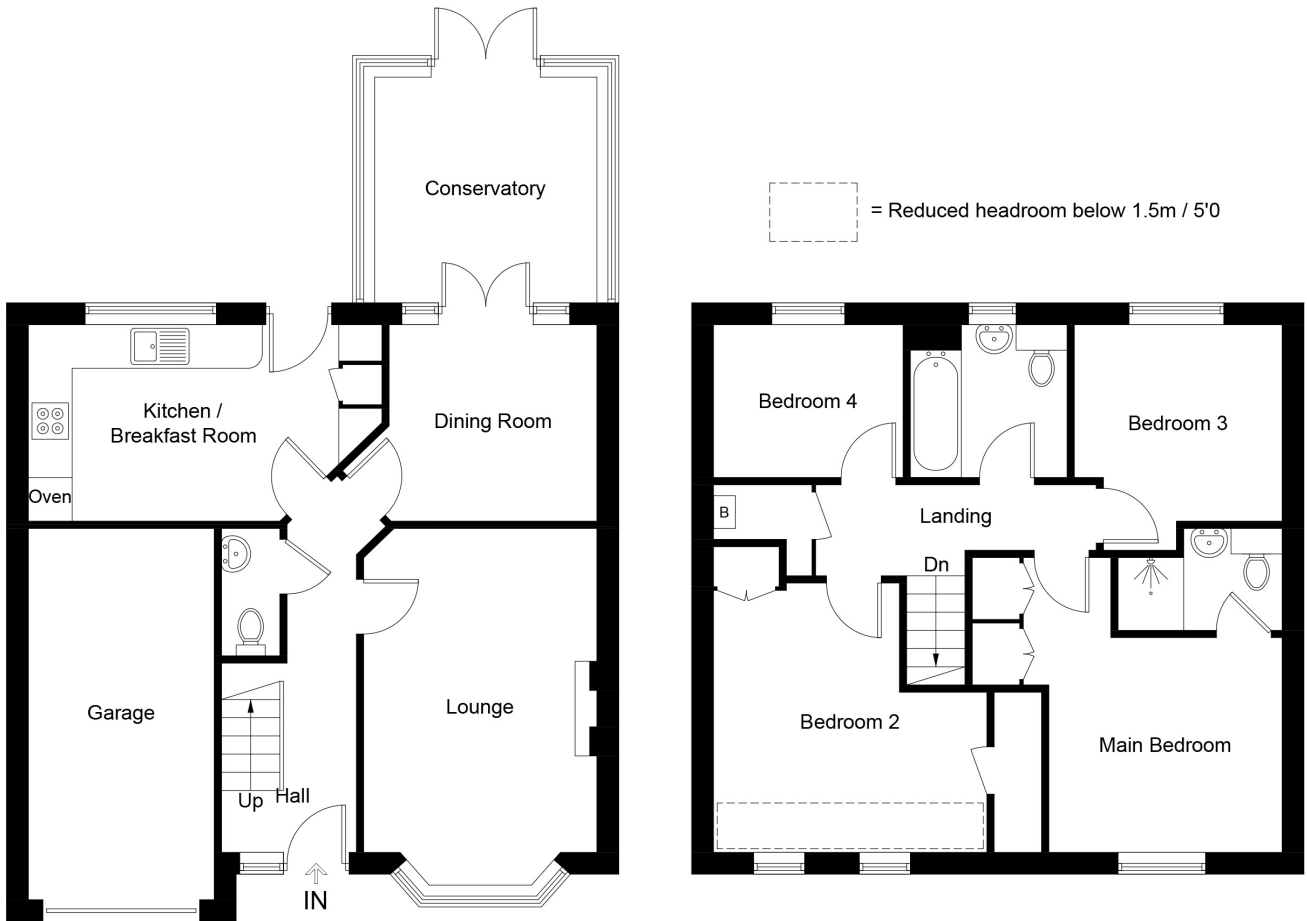 Conservatory
= Reduced headroom below 1.5m / 5'0
Kitchen /
Breakfast Room
Dining Room
Oven
Garage
Lounge
Up
Hall
IN
Bedroom 4
Bedroom 3
B
Landing
Dn
Bedroom 2
Main Bedroom